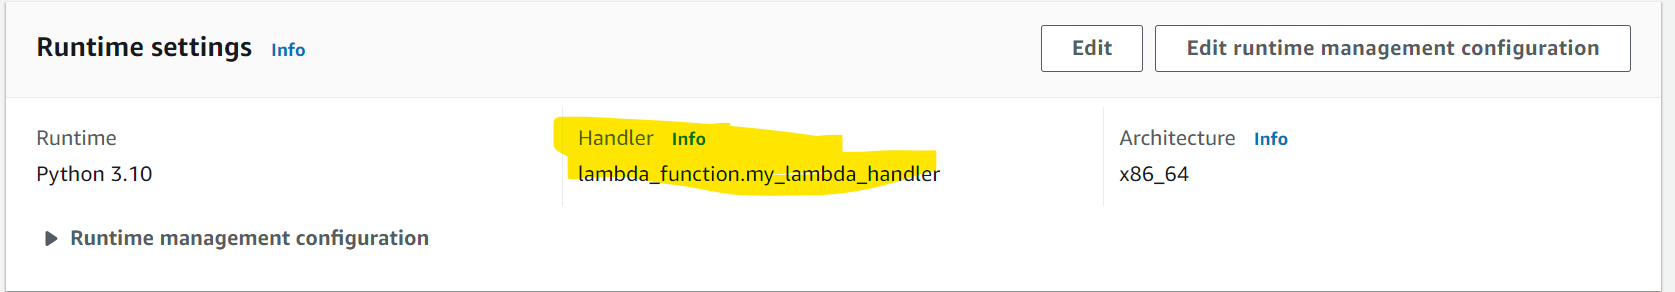 Runtime settings Info Edit Edit runtime management configuration
Runtime Handler Info Architecture Info
Python 3.10 lambda_function.my_lambda_handler x86_64
Runtime management configuration